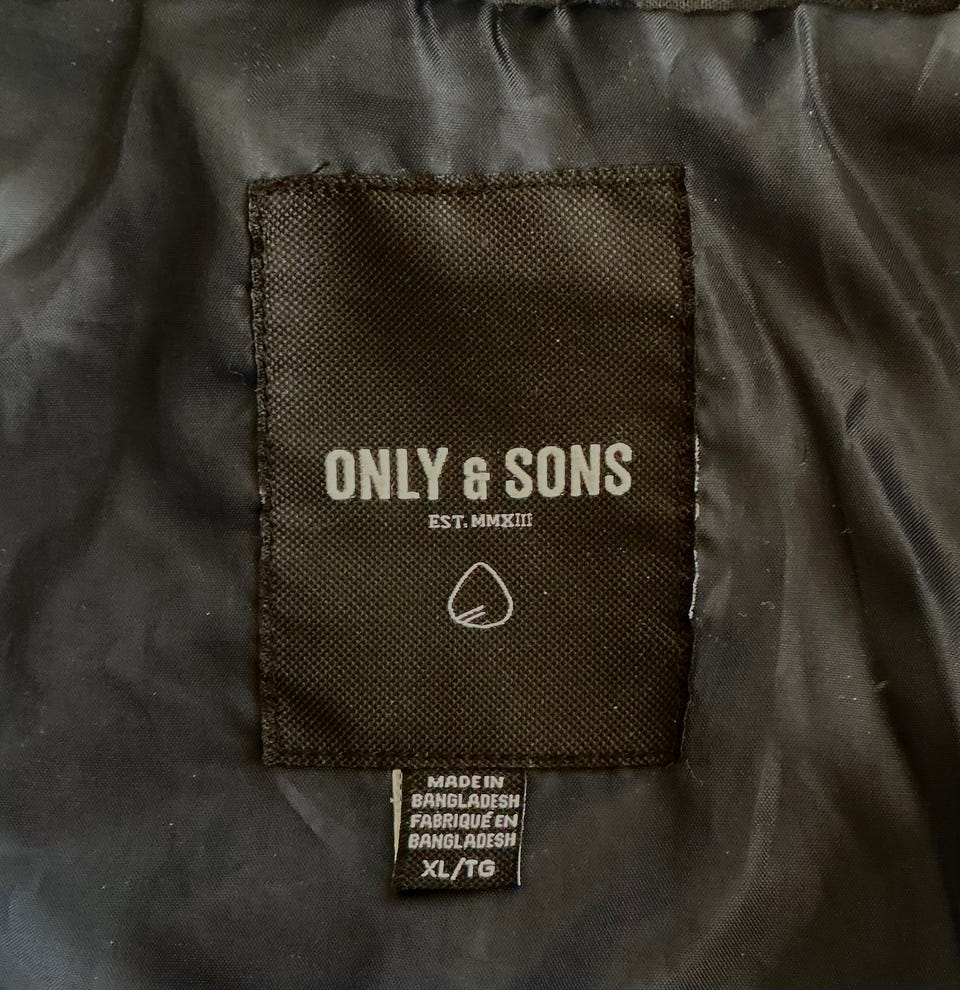 ONLY & SONS
EST. MMXIII
MADE IN
BANGLADESH
FABRIQUÉ EN
BANGLADESH
XL/TG